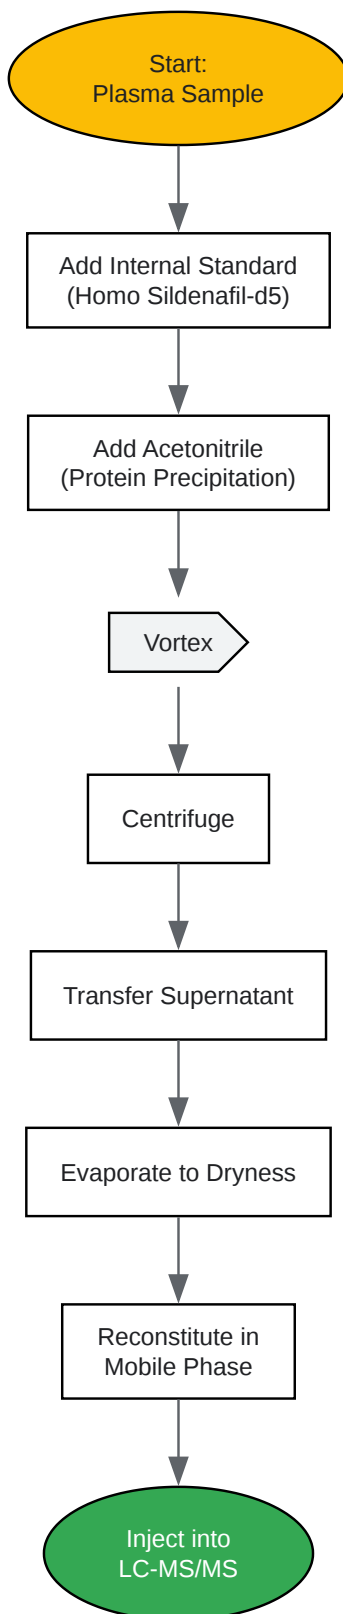 Start:
Plasma Sample
Add Internal Standard
(Homo Sildenafil-d5)
Add Acetonitrile
(Protein Precipitation)
Vortex
Centrifuge
Transfer Supernatant
Evaporate to Dryness
Reconstitute in
Mobile Phase
Inject into
LC-MS/MS